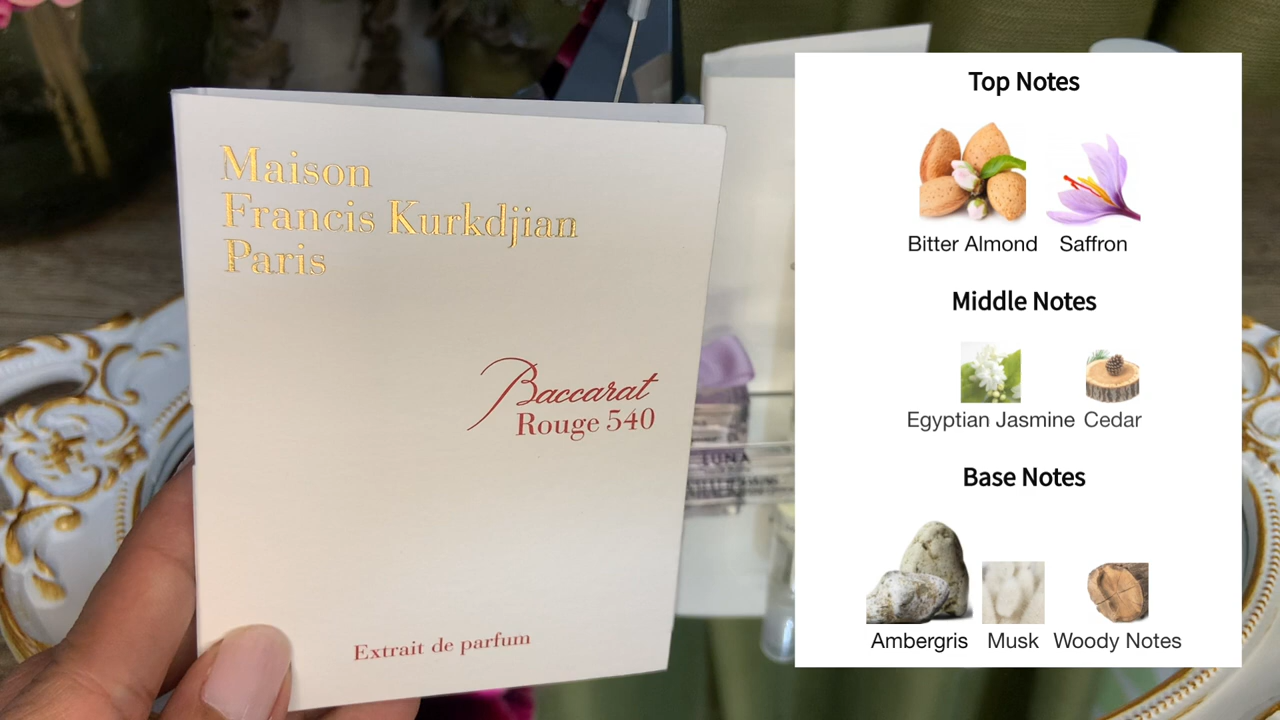 Maison
Francis Kurkdjian
Paris
Baccarat
Rouge 540
Extrait de parfum
LUNA
Top Notes
Bitter Almond Saffron
Middle Notes
Egyptian Jasmine Cedar
Base Notes
Ambergris Musk Woody Notes